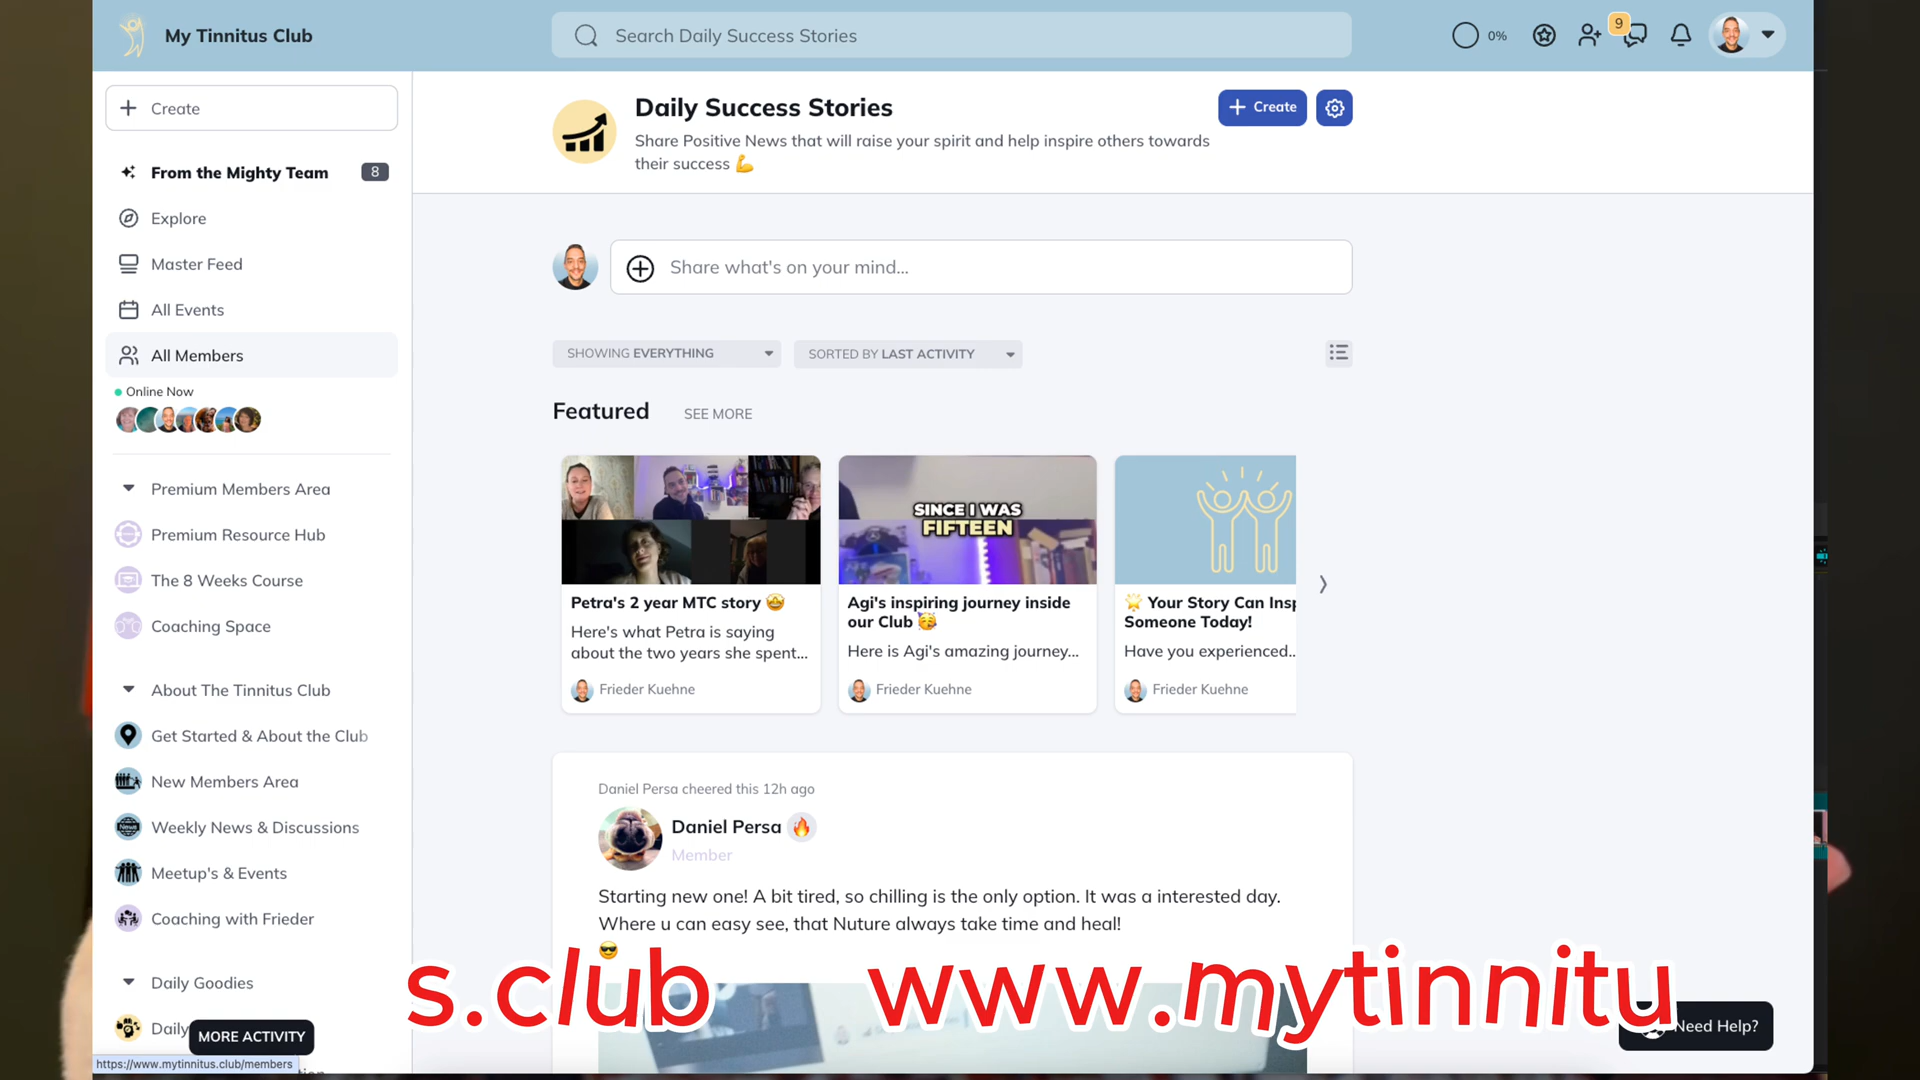 My Tinnitus Club
Search Daily Success Stories
0%
9
Create
From the Mighty Team
8
Explore
Master Feed
All Events
All Members
Online Now
Premium Members Area
Premium Resource Hub
The 8 Weeks Course
Coaching Space
About The Tinnitus Club
Get Started & About the Club
New Members Area
Weekly News & Discussions
Meetup's & Events
Coaching with Frieder
Daily Goodies
Daily
MORE ACTIVITY
https://www.mytinnitus.club/members
Daily Success Stories
Create
Share Positive News that will raise your spirit and help inspire others towards
their success 💪
Share what's on your mind...
SHOWING EVERYTHING
SORTED BY LAST ACTIVITY
Featured
SEE MORE
Petra's 2 year MTC story 🤩
Here's what Petra is saying
about the two years she spent...
Frieder Kuehne
SINCE I WAS
FIFTEEN
Agi's inspiring journey inside
our Club 🥳
Here is Agi's amazing journey...
Frieder Kuehne
🌟 Your Story Can Insp
Someone Today!
Have you experienced...
Frieder Kuehne
Daniel Persa cheered this 12h ago
Daniel Persa 🔥
Member
Starting new one! A bit tired, so chilling is the only option. It was a interested day.
Where u can easy see, that Nuture always take time and heal!
😎
s.club www.mytinnitu
Need Help?